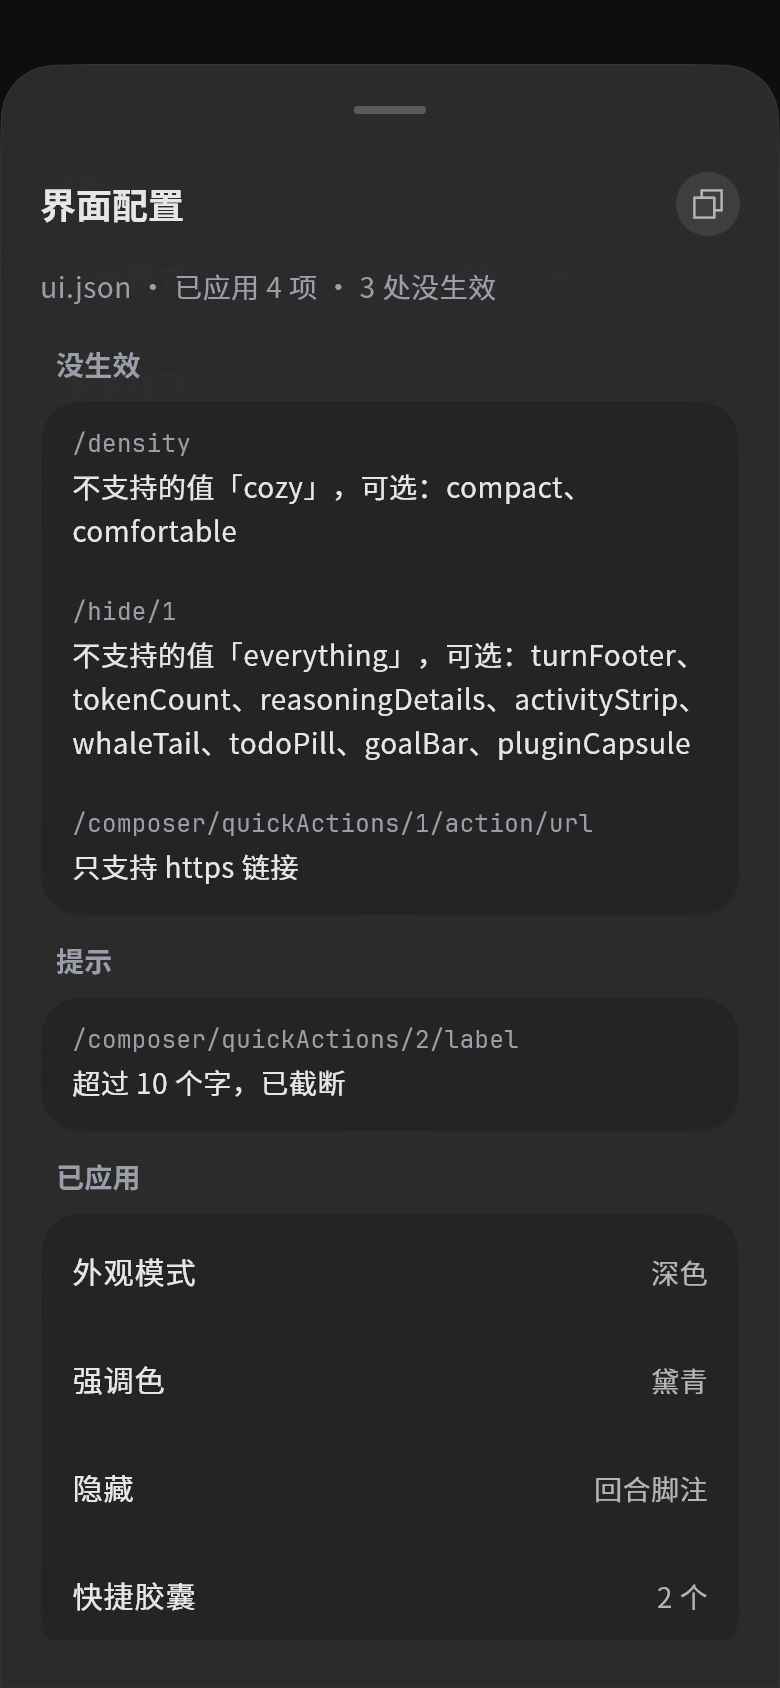 界面配置
ui.json · 已应用 4 项 · 3 处没生效
没生效
/density
不支持的值「cozy」，可选：compact、
comfortable
/hide/1
不支持的值「everything」，可选：turnFooter、
tokenCount、reasoningDetails、activityStrip、
whaleTail、todoPill、goalBar、pluginCapsule
/composer/quickActions/1/action/url
只支持 https 链接
提示
/composer/quickActions/2/label
超过 10 个字，已截断
已应用
外观模式 深色
强调色 黛青
隐藏 回合脚注
快捷胶囊 2 个